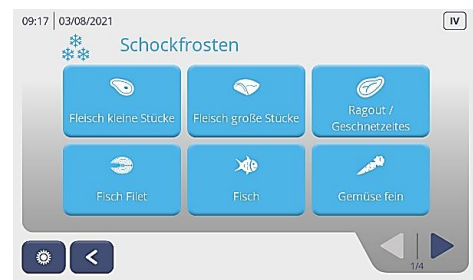 09:17 03/08/2021
IV
Schockfrosten
Fleisch kleine Stücke
Fleisch große Stücke
Ragout /
Geschnetzeltes
Fisch Filet
Fisch
Gemüse fein
1/4